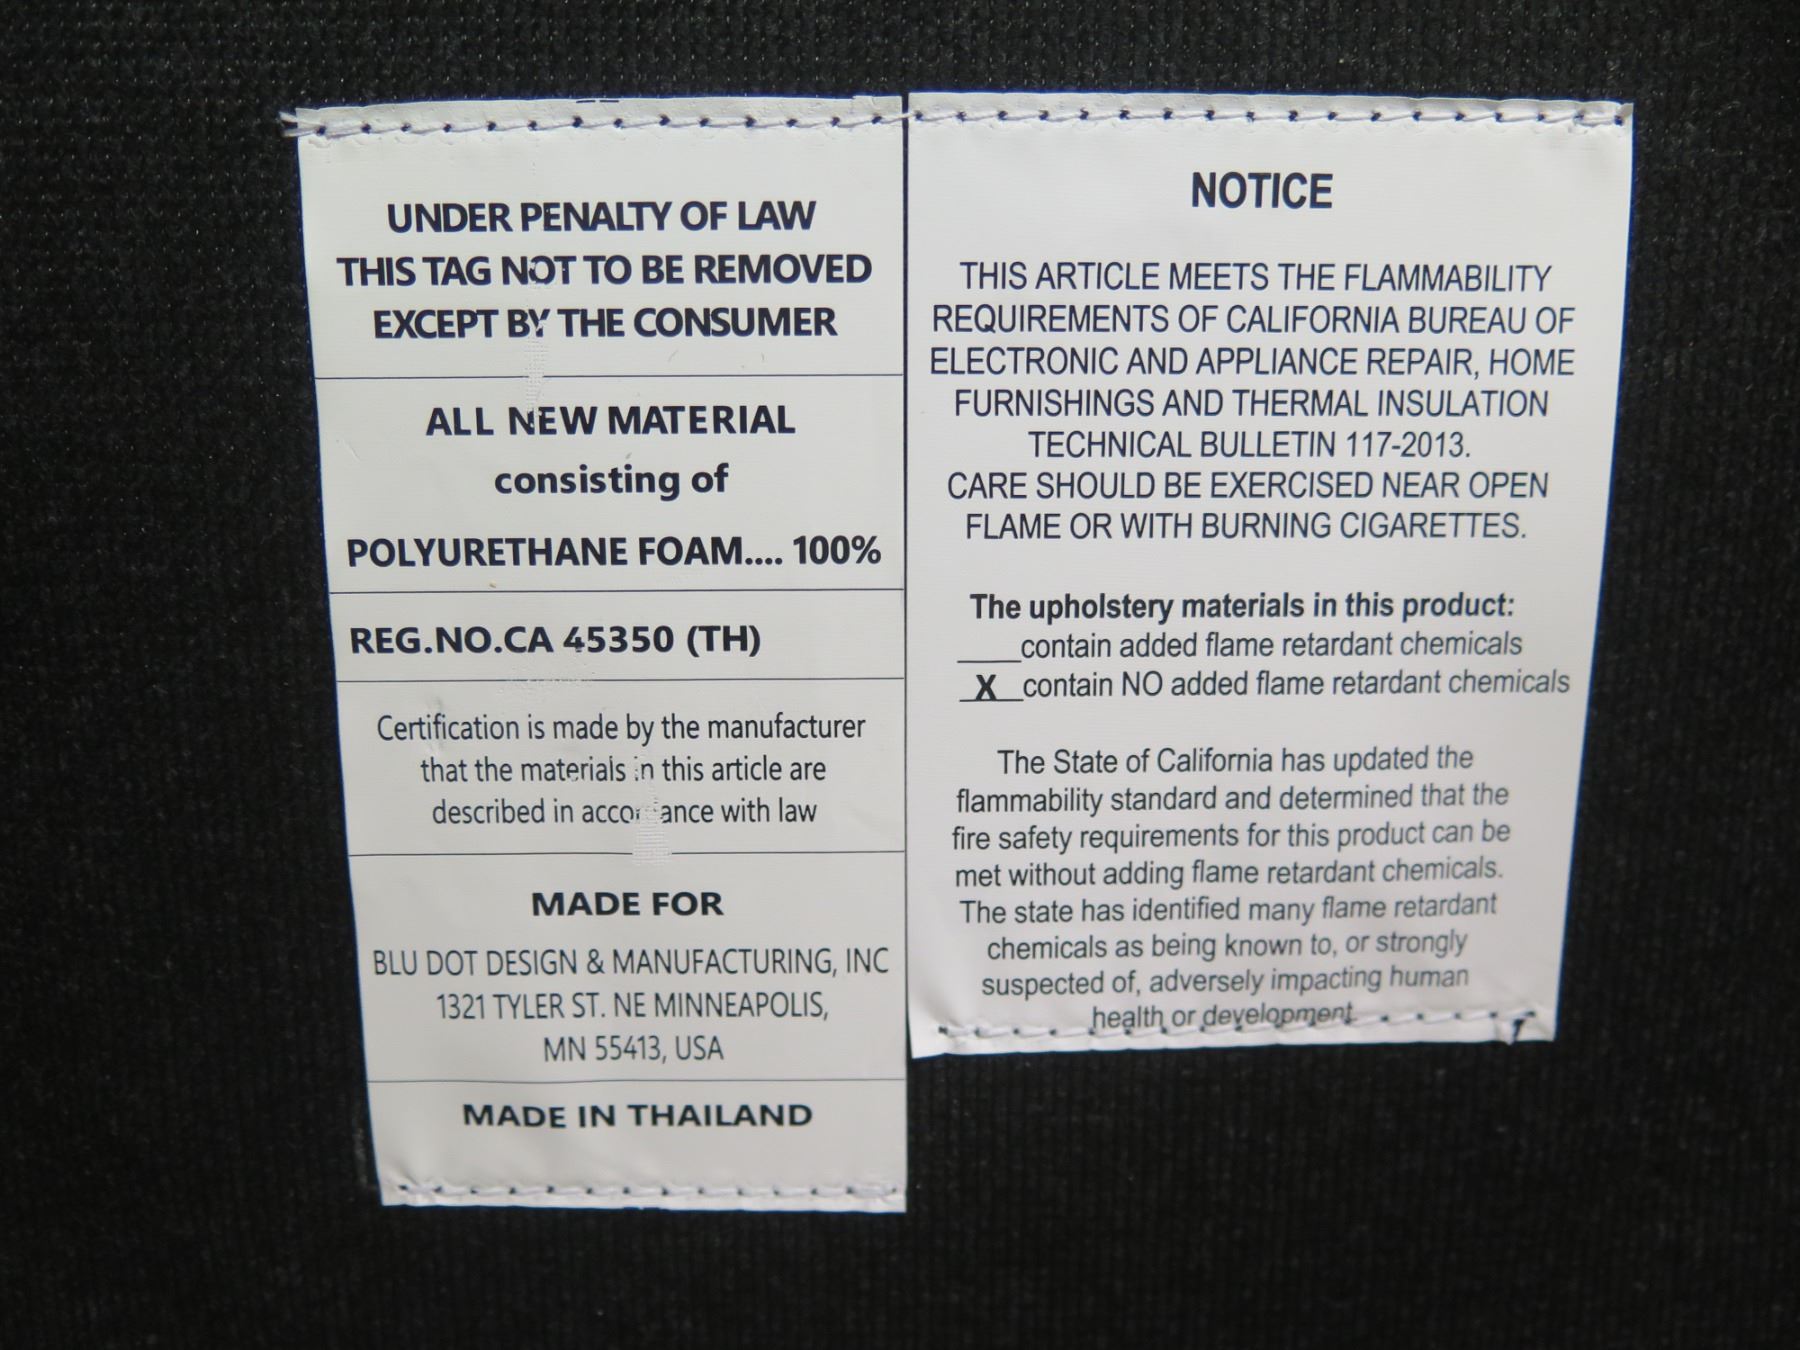 UNDER PENALTY OF LAW
THIS TAG NOT TO BE REMOVED
EXCEPT BY THE CONSUMER
ALL NEW MATERIAL
consisting of
POLYURETHANE FOAM.... 100%
REG.NO.CA 45350 (TH)
Certification is made by the manufacturer
that the materials in this article are
described in accordance with law
MADE FOR
BLU DOT DESIGN & MANUFACTURING, INC
1321 TYLER ST. NE MINNEAPOLIS,
MN 55413, USA
MADE IN THAILAND
NOTICE
THIS ARTICLE MEETS THE FLAMMABILITY
REQUIREMENTS OF CALIFORNIA BUREAU OF
ELECTRONIC AND APPLIANCE REPAIR, HOME
FURNISHINGS AND THERMAL INSULATION
TECHNICAL BULLETIN 117-2013.
CARE SHOULD BE EXERCISED NEAR OPEN
FLAME OR WITH BURNING CIGARETTES.
The upholstery materials in this product:
____contain added flame retardant chemicals
_X_contain NO added flame retardant chemicals
The State of California has updated the
flammability standard and determined that the
fire safety requirements for this product can be
met without adding flame retardant chemicals.
The state has identified many flame retardant
chemicals as being known to, or strongly
suspected of, adversely impacting human
health or development.